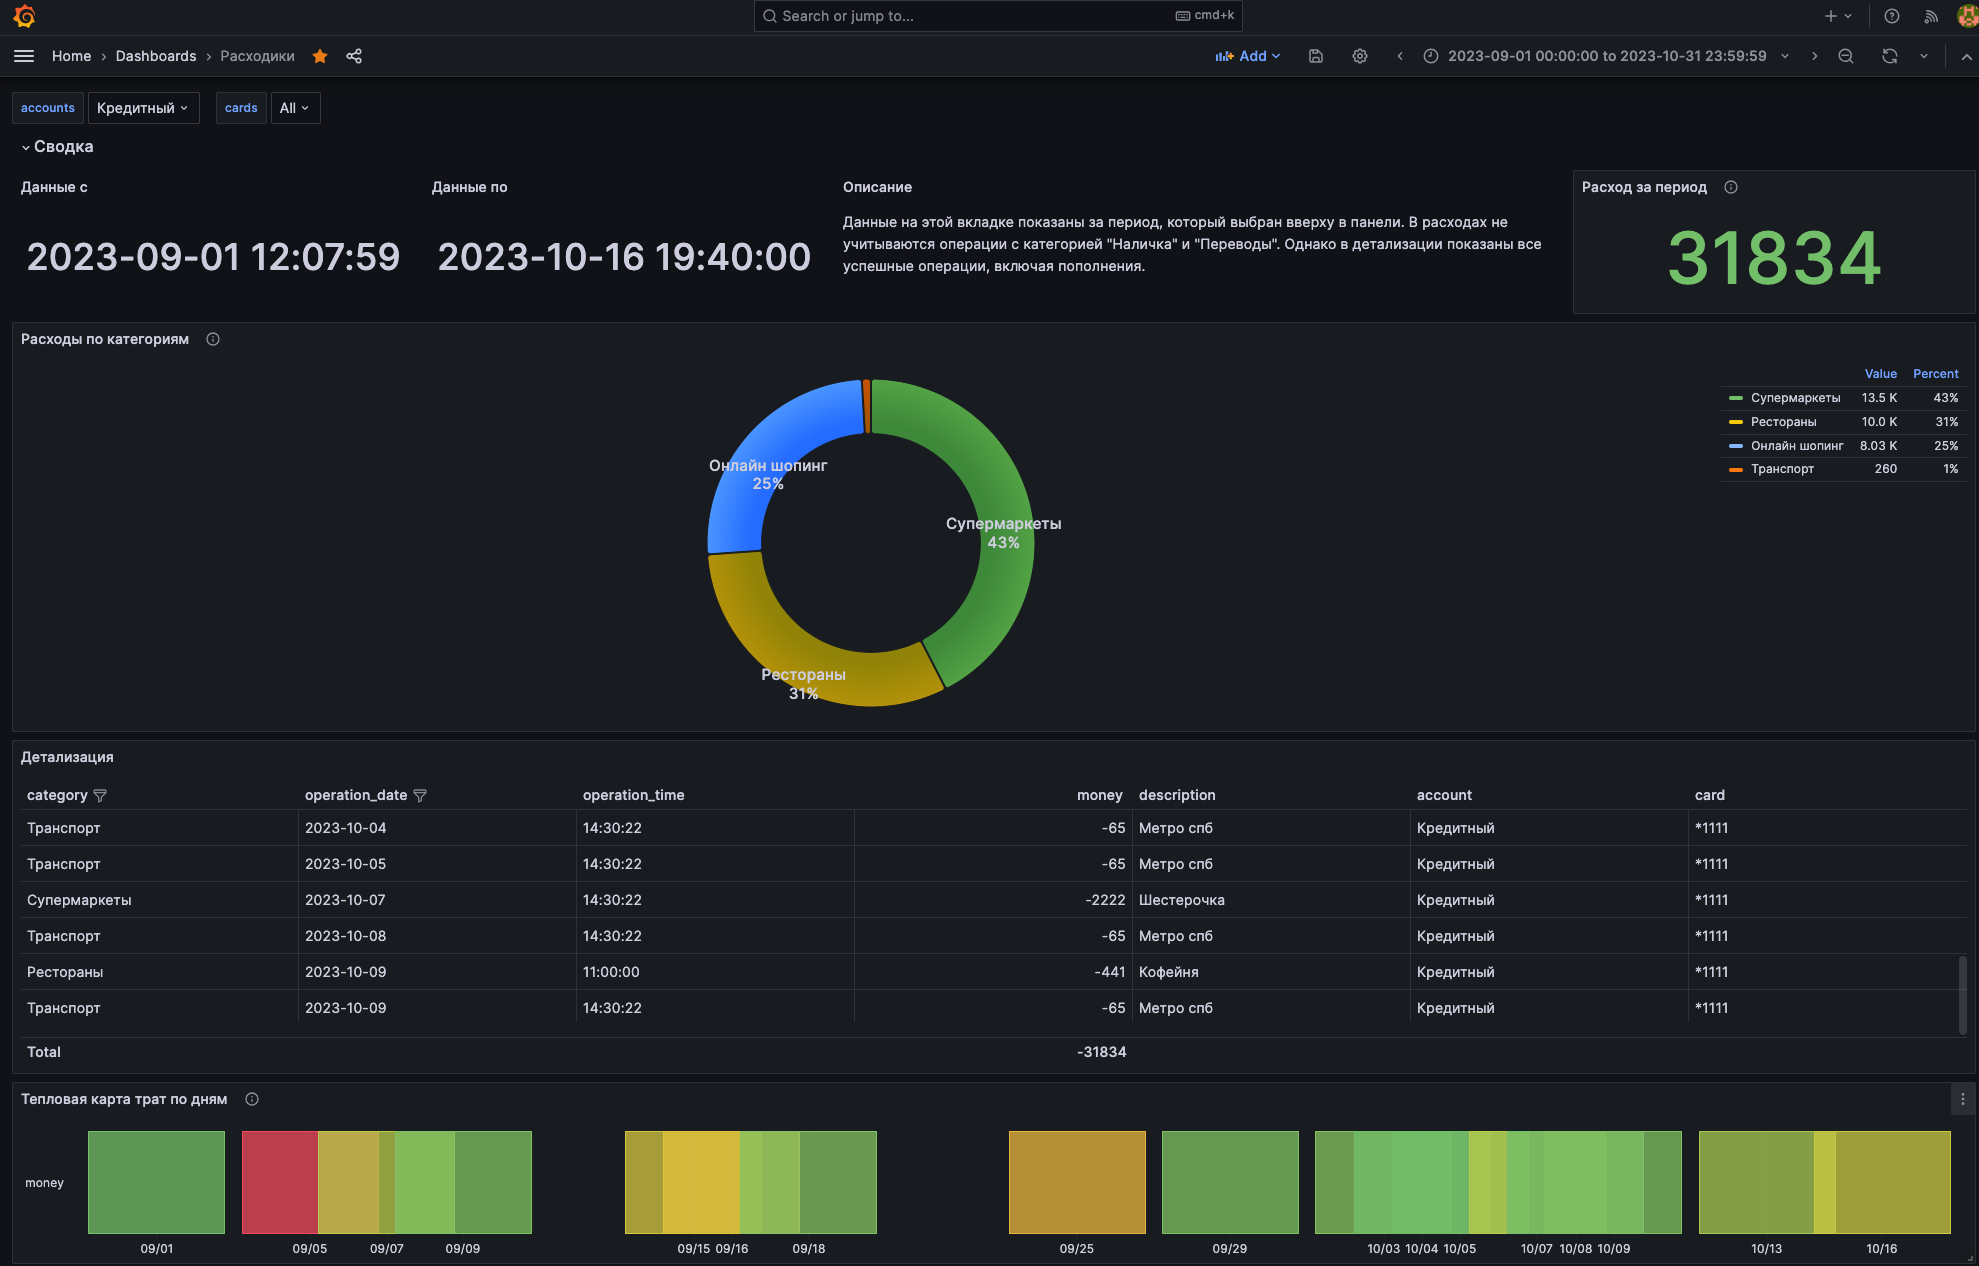 Search or jump to...
cmd+k
Home › Dashboards › Расходики
Add
2023-09-01 00:00:00 to 2023-10-31 23:59:59
accounts Кредитный cards All
Сводка
Данные с
2023-09-01 12:07:59
Данные по
2023-10-16 19:40:00
Описание
Данные на этой вкладке показаны за период, который выбран вверху в панели. В расходах не
учитываются операции с категорией "Наличка" и "Переводы". Однако в детализации показаны все
успешные операции, включая пополнения.
Расход за период
31834
Расходы по категориям
Онлайн шопинг
25%
Супермаркеты
43%
Рестораны
31%
Value Percent
Супермаркеты 13.5 K 43%
Рестораны 10.0 K 31%
Онлайн шопинг 8.03 K 25%
Транспорт 260 1%
Детализация
category operation_date operation_time money description account card
Транспорт 2023-10-04 14:30:22 -65 Метро спб Кредитный *1111
Транспорт 2023-10-05 14:30:22 -65 Метро спб Кредитный *1111
Супермаркеты 2023-10-07 14:30:22 -2222 Шестерочка Кредитный *1111
Транспорт 2023-10-08 14:30:22 -65 Метро спб Кредитный *1111
Рестораны 2023-10-09 11:00:00 -441 Кофейня Кредитный *1111
Транспорт 2023-10-09 14:30:22 -65 Метро спб Кредитный *1111
Total -31834
Тепловая карта трат по дням
money
09/01 09/05 09/07 09/09 09/15 09/16 09/18 09/25 09/29 10/03 10/04 10/05 10/07 10/08 10/09 10/13 10/16